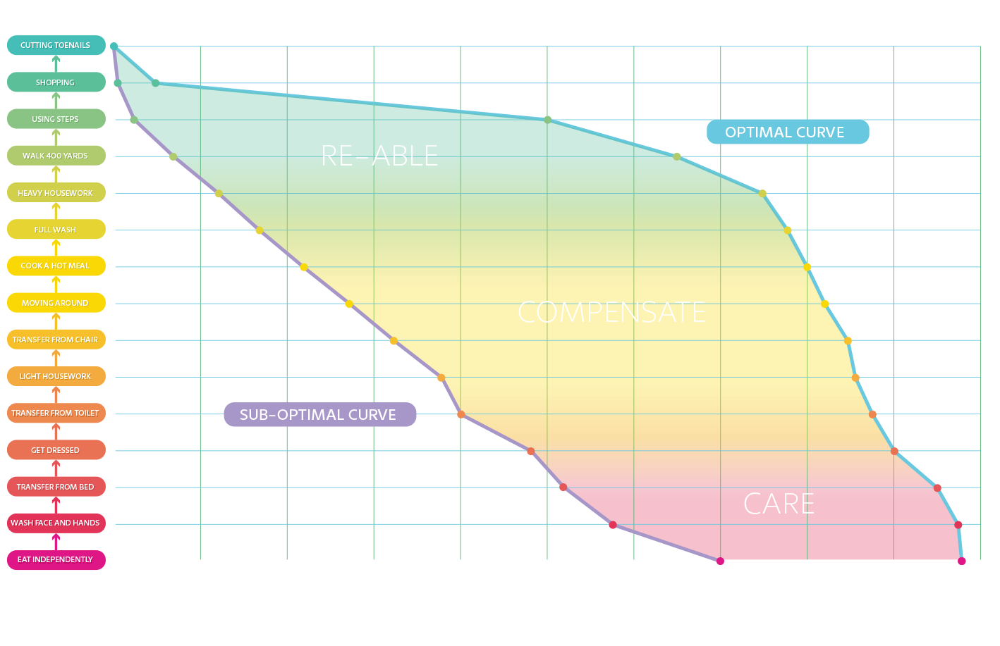 CUTTING TOENAILS
SHOPPING
USING STEPS
OPTIMAL CURVE
WALK 400 YARDS
RE-ABLE
HEAVY HOUSEWORK
FULL WASH
COOK A HOT MEAL
MOVING AROUND
COMPENSATE
TRANSFER FROM CHAIR
LIGHT HOUSEWORK
TRANSFER FROM TOILET
SUB-OPTIMAL CURVE
GET DRESSED
TRANSFER FROM BED
CARE
WASH FACE AND HANDS
EAT INDEPENDENTLY